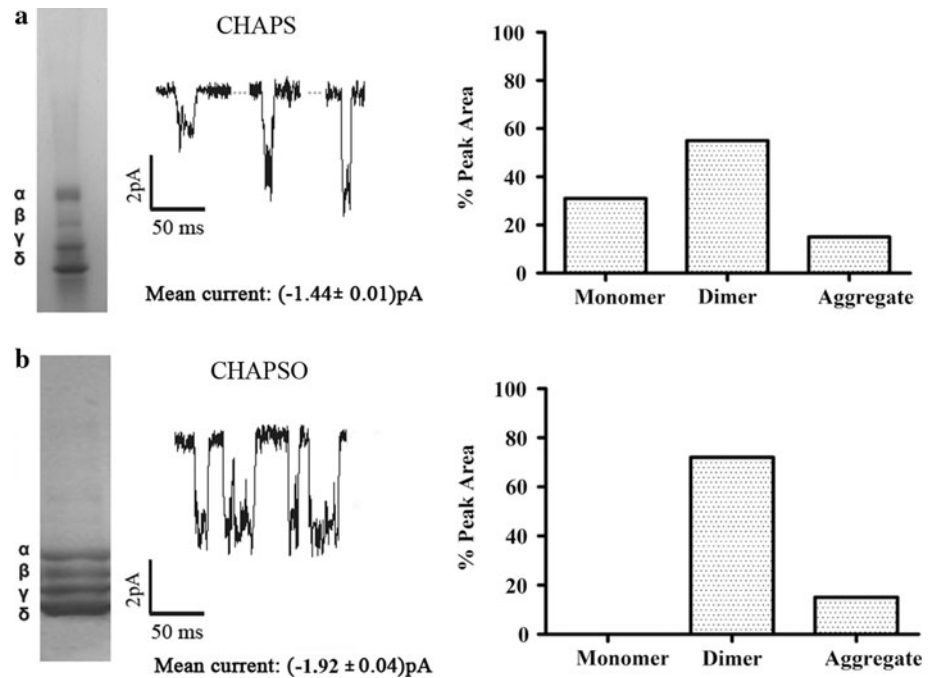 a
CHAPS
α
β
γ
δ
2pA
50 ms
Mean current: (-1.44± 0.01)pA
% Peak Area
100
80
60
40
20
0
Monomer
Dimer
Aggregate
b
CHAPSO
α
β
γ
δ
2pA
50 ms
Mean current: (-1.92 ± 0.04)pA
% Peak Area
100
80
60
40
20
0
Monomer
Dimer
Aggregate